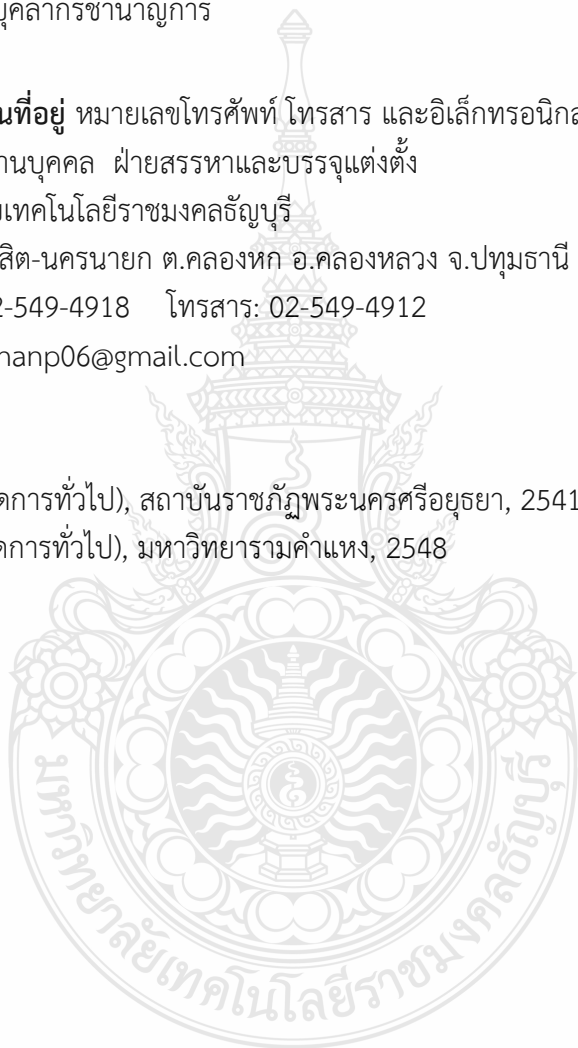 บุคลากรชำนาญการ
นที่อยู่ หมายเลขโทรศัพท์ โทรสาร และอิเล็กทรอนิกส
านบุคคล ฝ่ายสรรหาและบรรจุแต่งตั้ง
ยเทคโนโลยีราชมงคลธัญบุรี
สิต-นครนายก ต.คลองหก อ.คลองหลวง จ.ปทุมธานี
2-549-4918 โทรสาร: 02-549-4912
nanp06@gmail.com
ดการทั่วไป), สถาบันราชภัฏพระนครศรีอยุธยา, 2541
ดการทั่วไป), มหาวิทยารามคำแหง, 2548
มหาวิทยาลัยเทคโนโลยีราชมงคลธัญบุรี